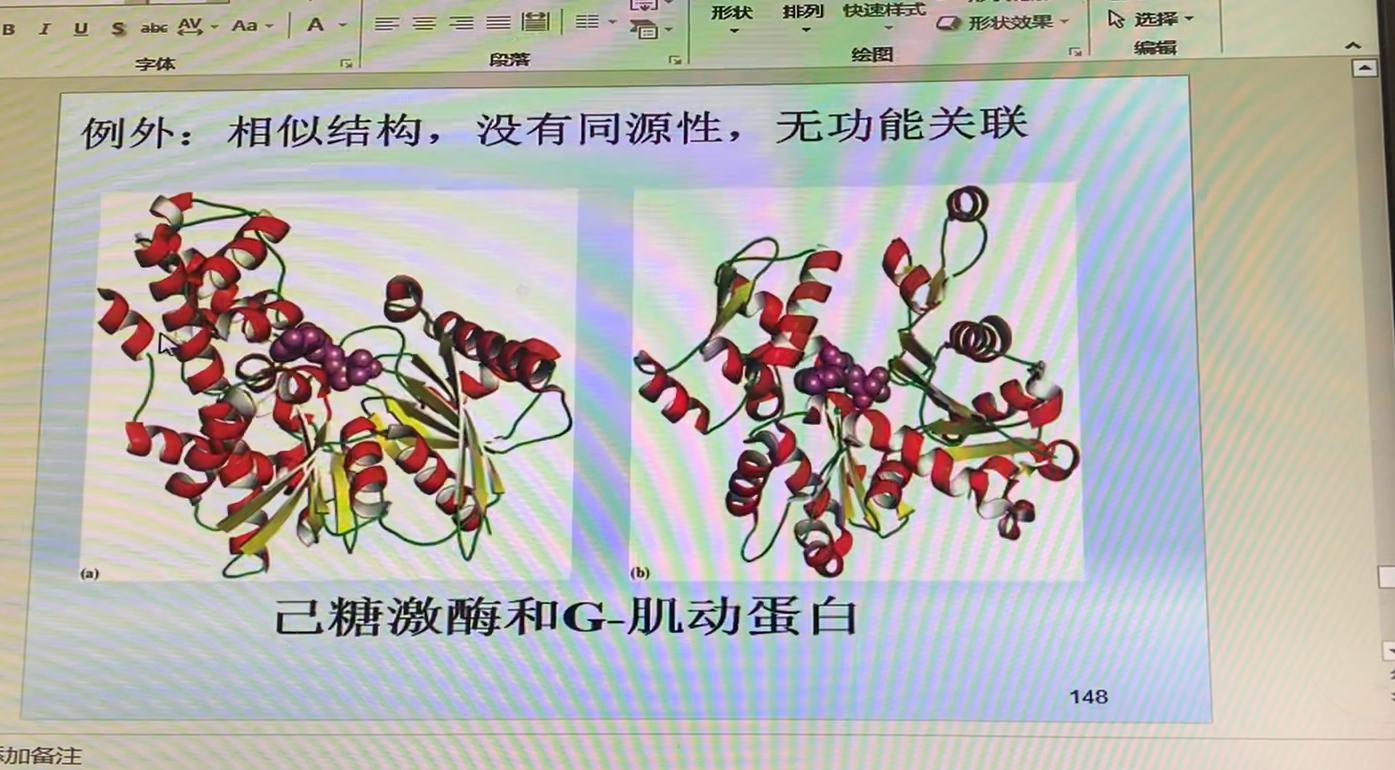 形状 排列 快速样式
B I U S abc AV Aa A 形状效果 选择
字体 段落 绘图 编辑
例外：相似结构，没有同源性，无功能关联
(a) (b)
己糖激酶和G-肌动蛋白
148
加备注